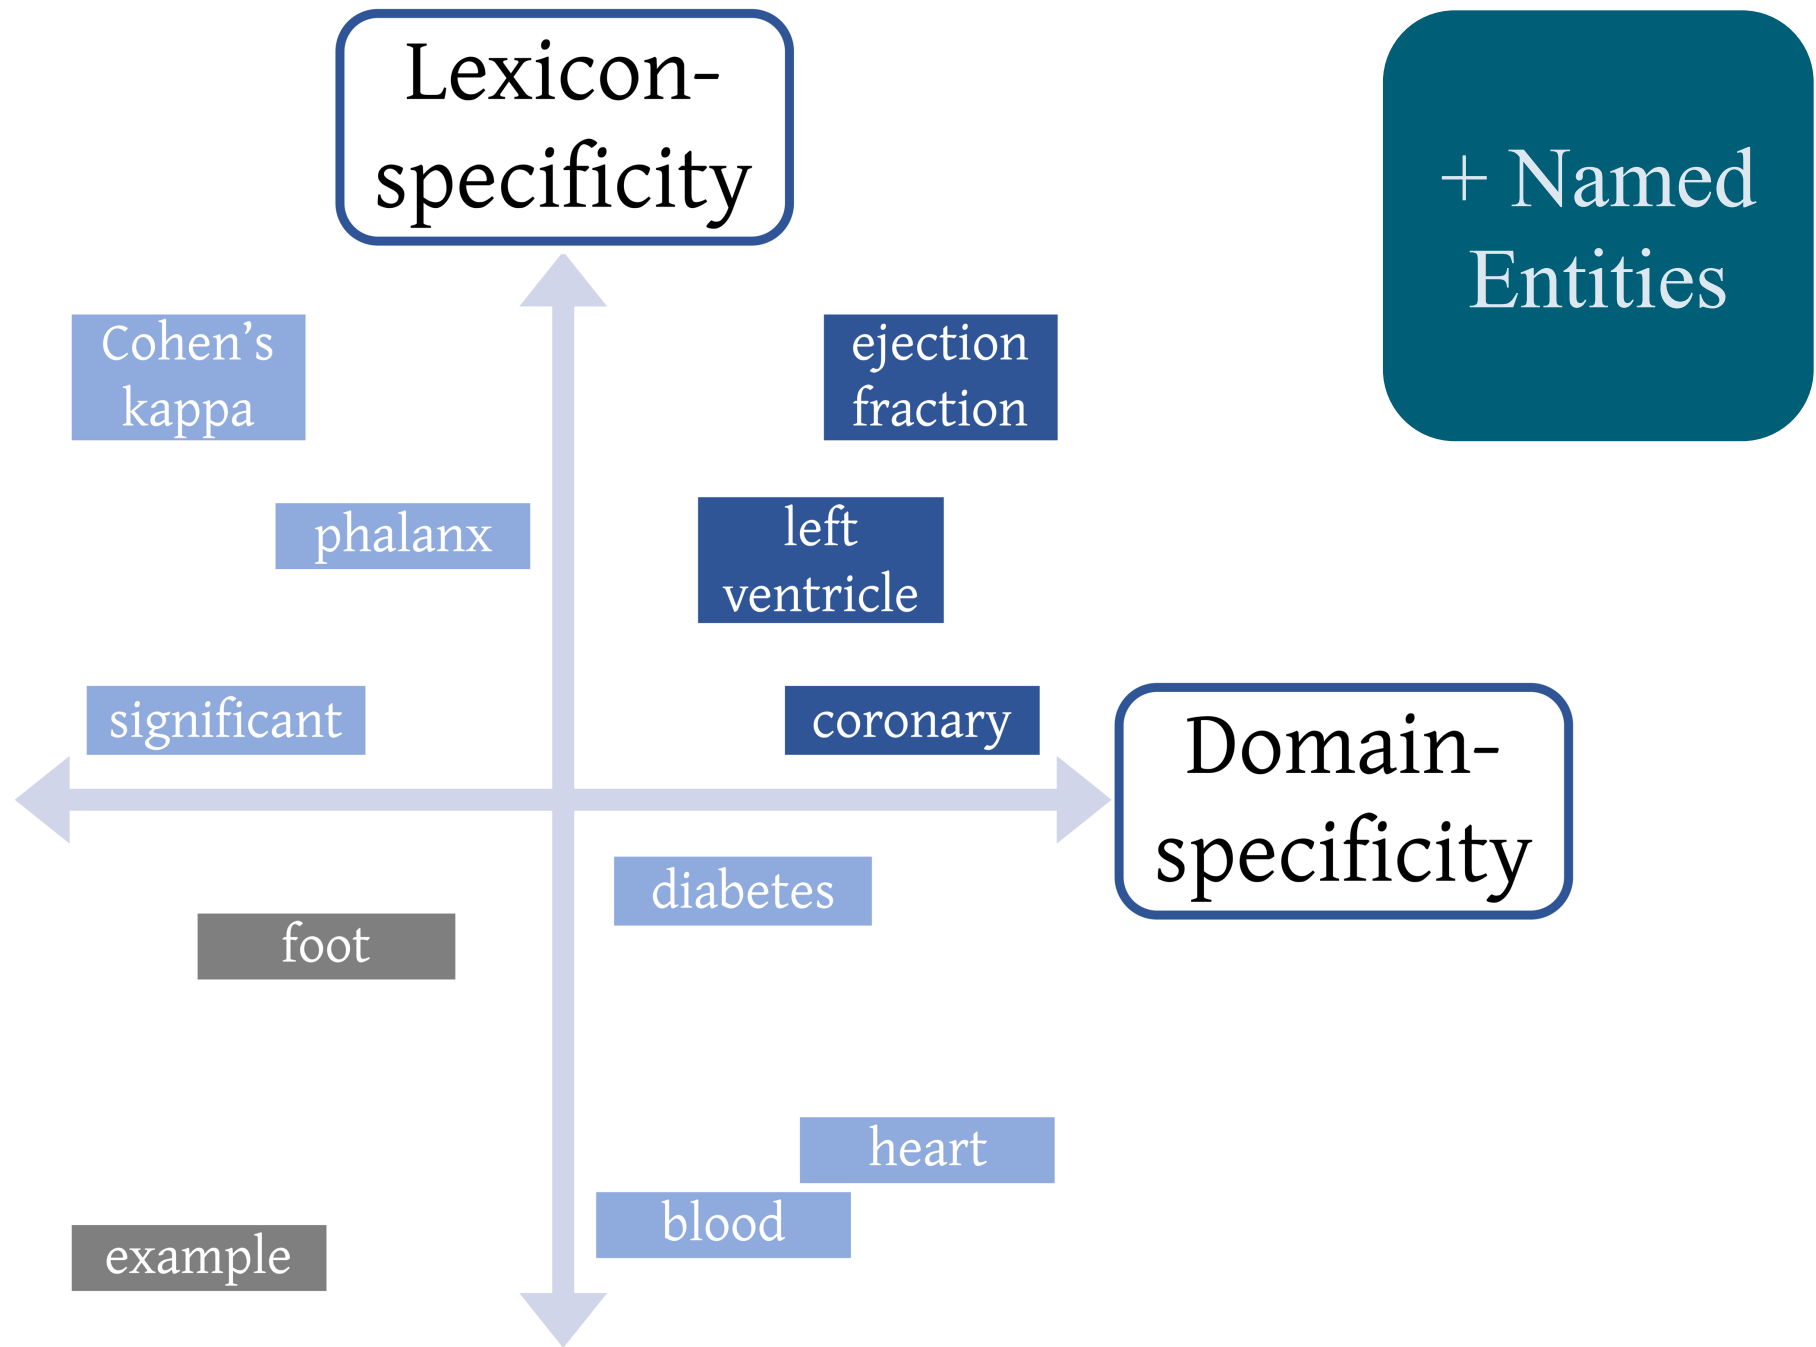 Lexicon-
specificity
+ Named
Entities
Cohen’s
kappa
ejection
fraction
phalanx
left
ventricle
significant
coronary
Domain-
specificity
diabetes
foot
heart
blood
example